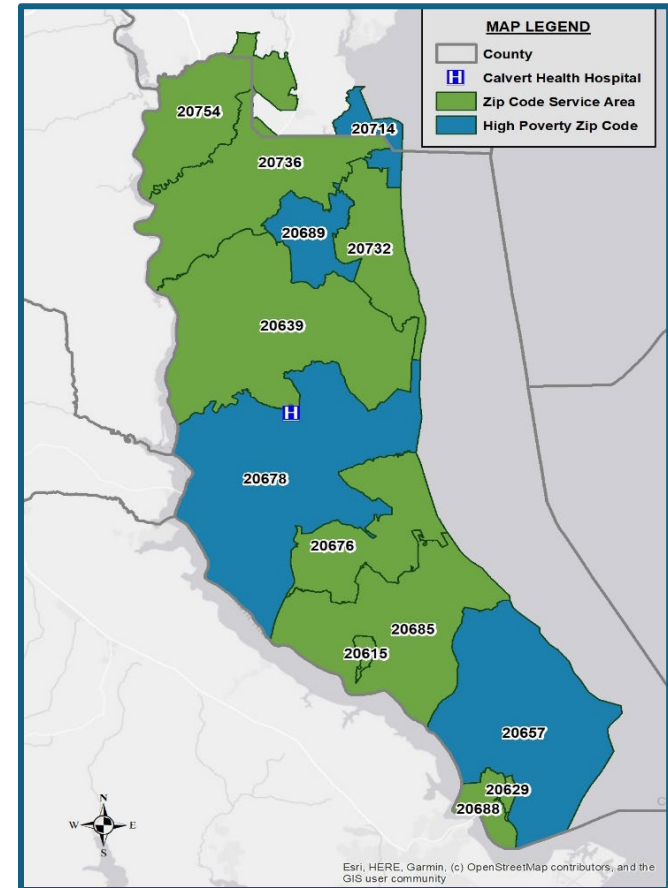 MAP LEGEND
County
H Calvert Health Hospital
Zip Code Service Area
High Poverty Zip Code
20754
20714
20736
20689
20732
20639
H
20678
20676
20685
20615
20657
20629
20688
N
W E
S
Esri, HERE, Garmin, (c) OpenStreetMap contributors, and the
GIS user community